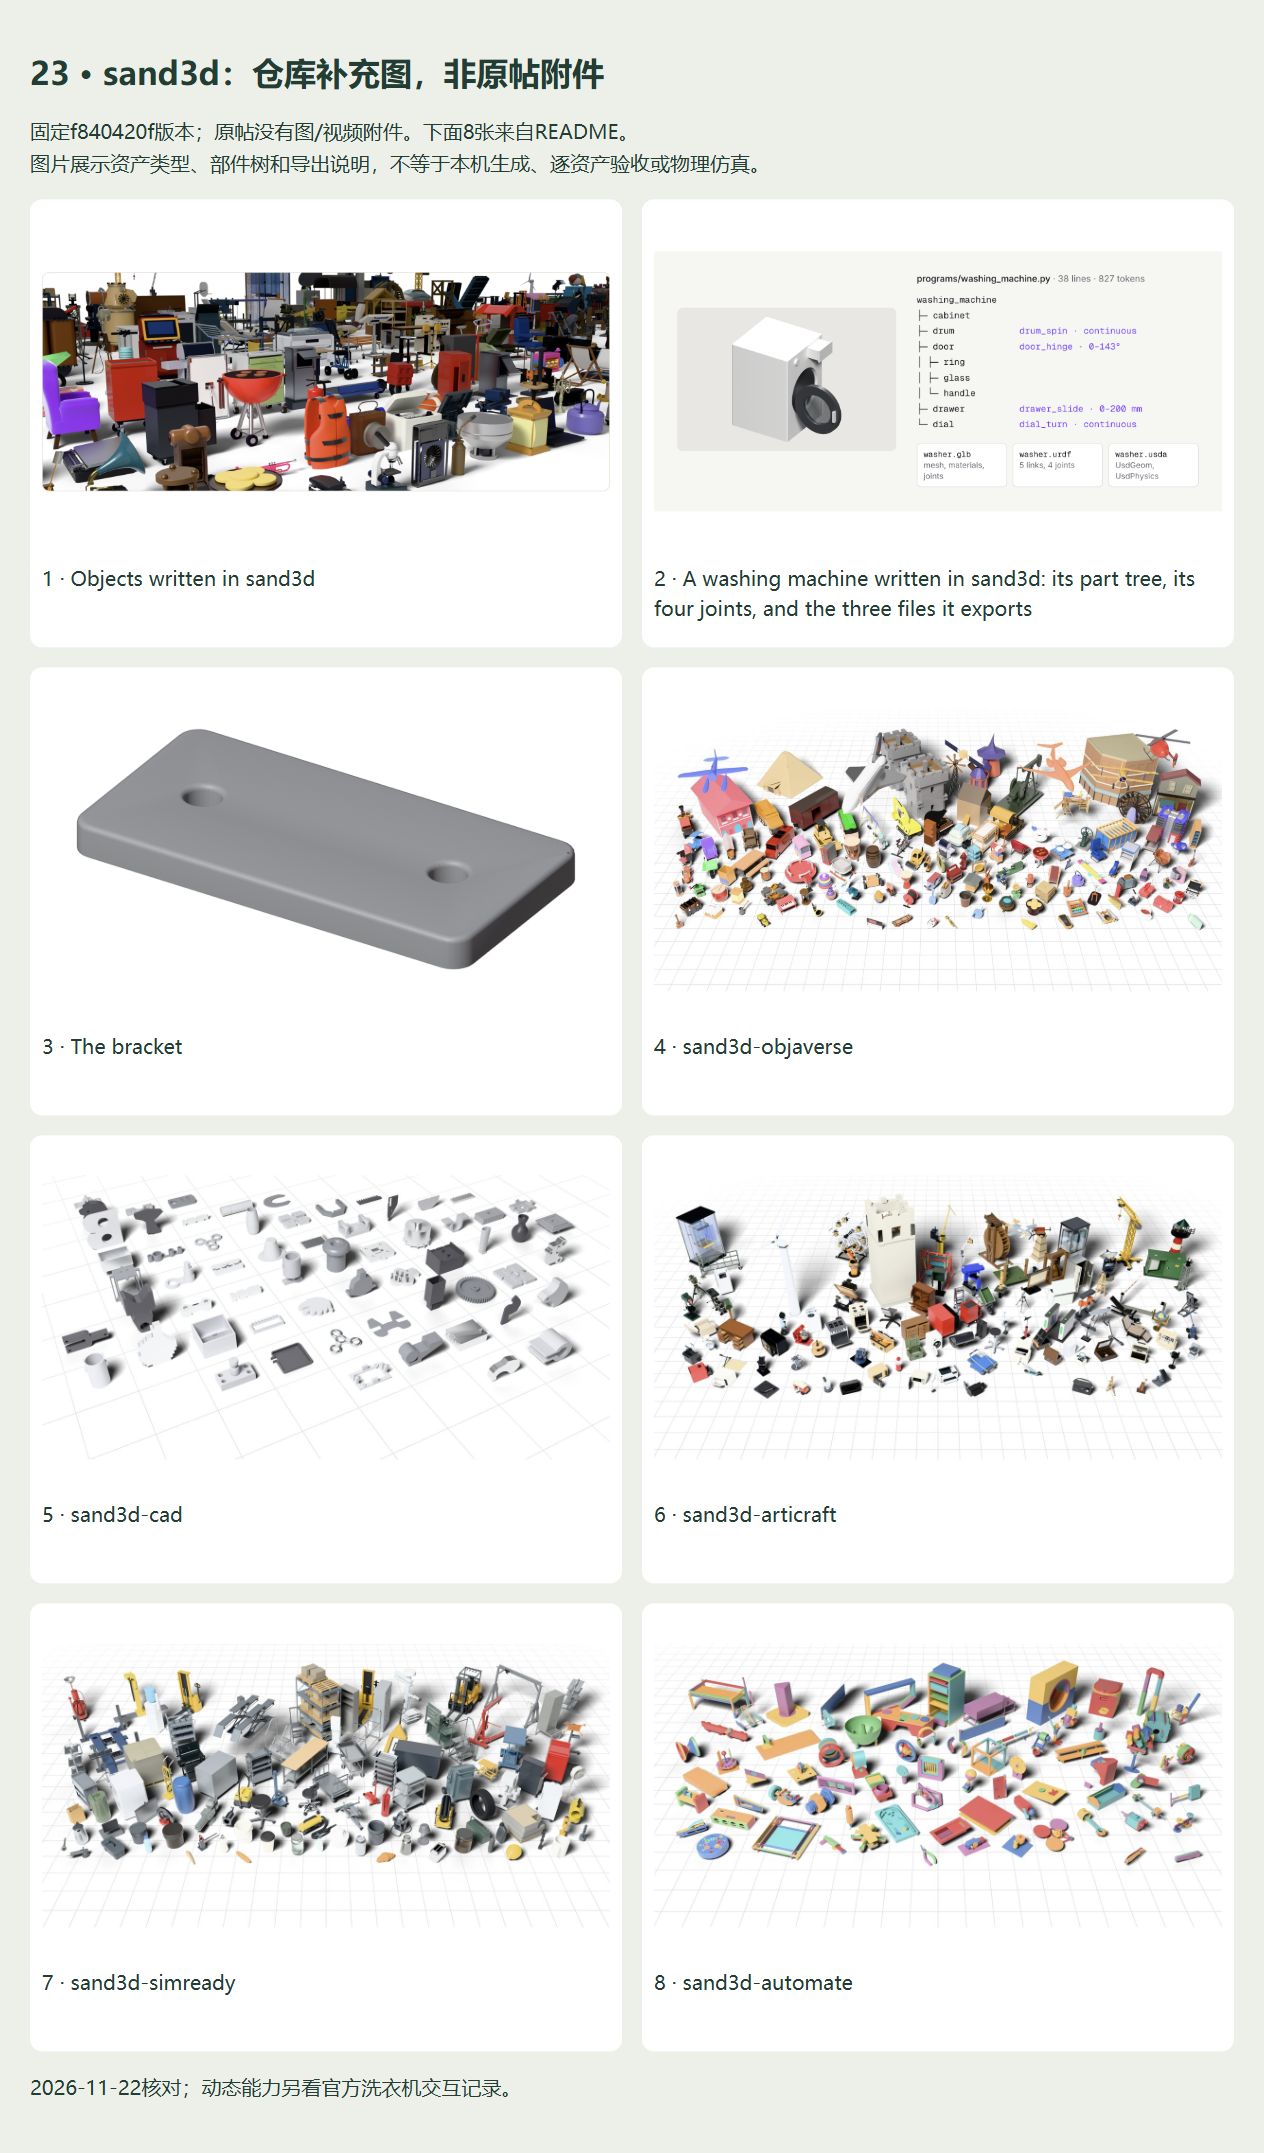 23 • sand3d：仓库补充图，非原帖附件
固定f840420f版本；原帖没有图/视频附件。下面8张来自README。
图片展示资产类型、部件树和导出说明，不等于本机生成、逐资产验收或物理仿真。
1 · Objects written in sand3d
programs/washing_machine.py · 38 lines · 827 tokens
washing_machine
├─ cabinet
├─ drum drum_spin · continuous
├─ door door_hinge · 0–143°
│ ├─ ring
│ ├─ glass
│ └─ handle
├─ drawer drawer_slide · 0–200 mm
└─ dial dial_turn · continuous
washer.glb
mesh, materials,
joints
washer.urdf
5 links, 4 joints
washer.usda
UsdGeom,
UsdPhysics
2 · A washing machine written in sand3d: its part tree, its
four joints, and the three files it exports
3 · The bracket
4 · sand3d-objaverse
5 · sand3d-cad
6 · sand3d-articraft
7 · sand3d-simready
8 · sand3d-automate
2026-11-22核对；动态能力另看官方洗衣机交互记录。